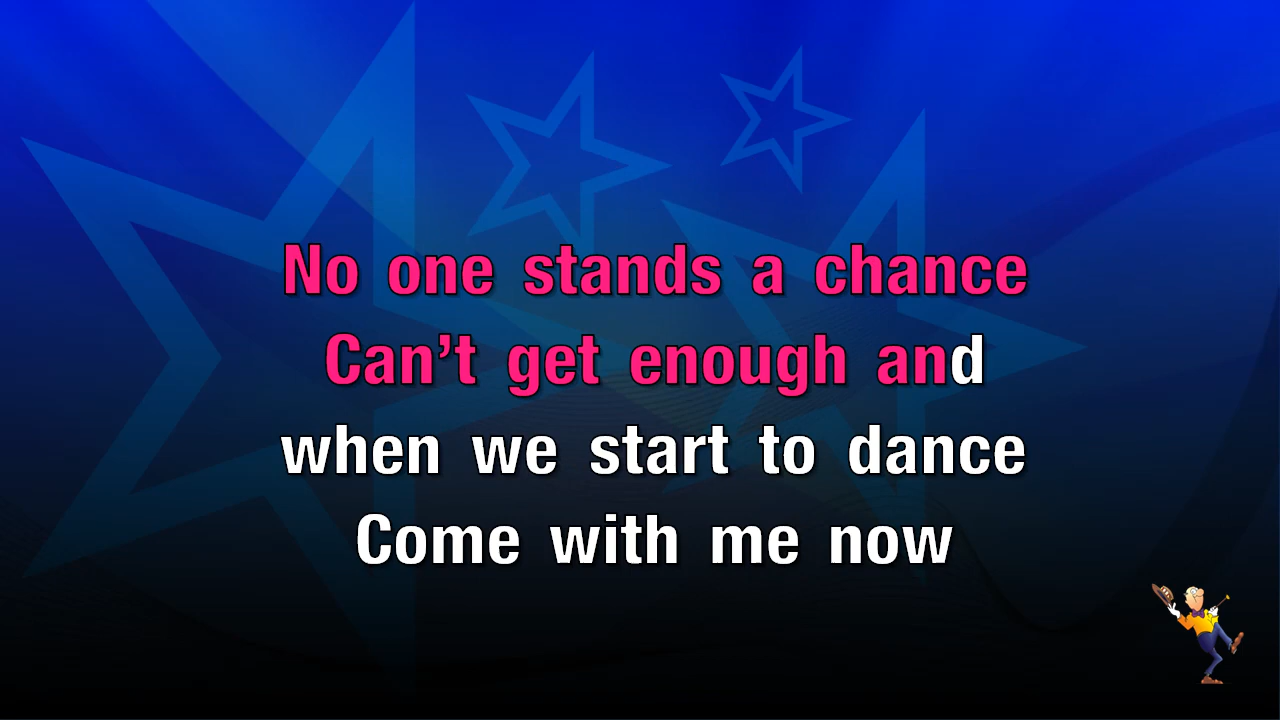 No one stands a chance
Can’t get enough and
when we start to dance
Come with me now